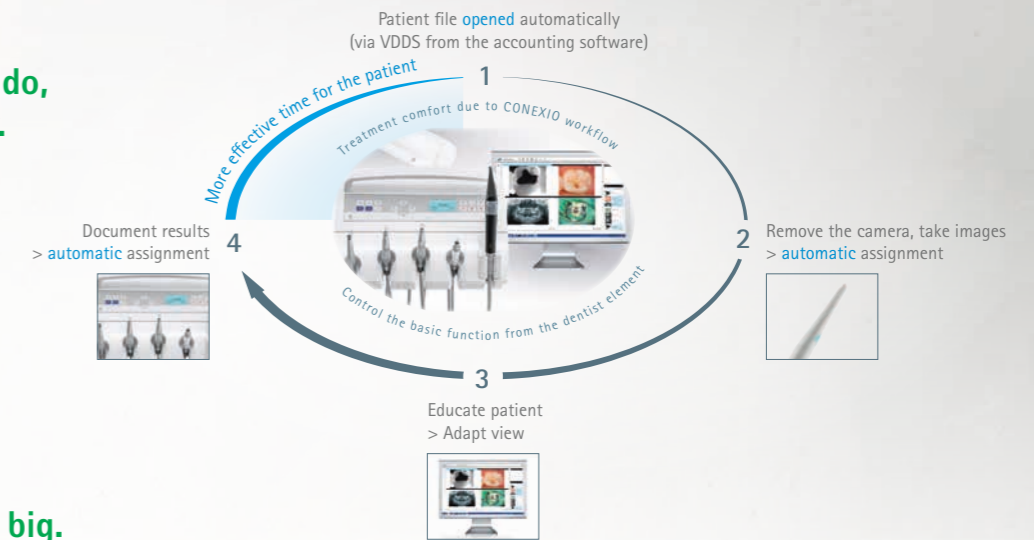 Patient file opened automatically
(via VDDS from the accounting software)
do,
.
More effective time for the patient
1
Treatment comfort due to CONEXIO workflow
Document results
> automatic assignment
4
2
Remove the camera, take images
> automatic assignment
Control the basic function from the dentist element
3
Educate patient
> Adapt view
big.